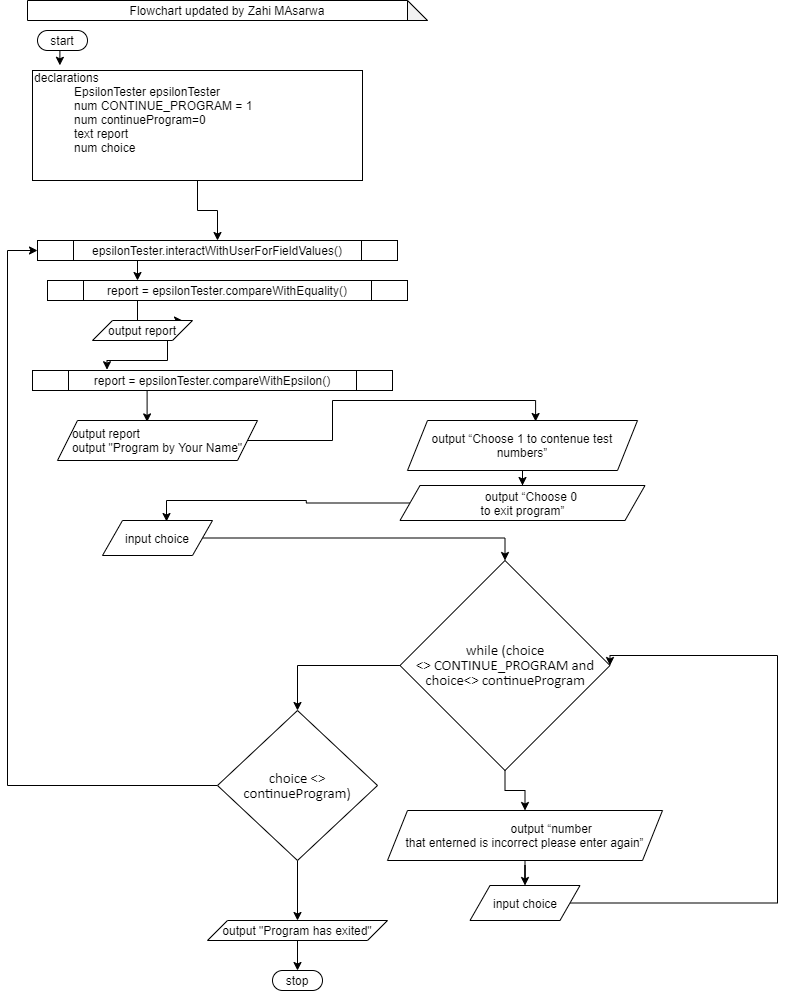 Flowchart updated by Zahi MAsarwa
start
declarations
EpsilonTester epsilonTester
num CONTINUE_PROGRAM = 1
num continueProgram=0
text report
num choice
epsilonTester.interactWithUserForFieldValues()
report = epsilonTester.compareWithEquality()
output report
report = epsilonTester.compareWithEpsilon()
output report
output "Program by Your Name"
output “Choose 1 to contenue test
numbers”
output “Choose 0
to exit program”
input choice
while (choice
<> CONTINUE_PROGRAM and
choice<> continueProgram
choice <>
continueProgram)
output “number
that enterned is incorrect please enter again”
input choice
output "Program has exited"
stop